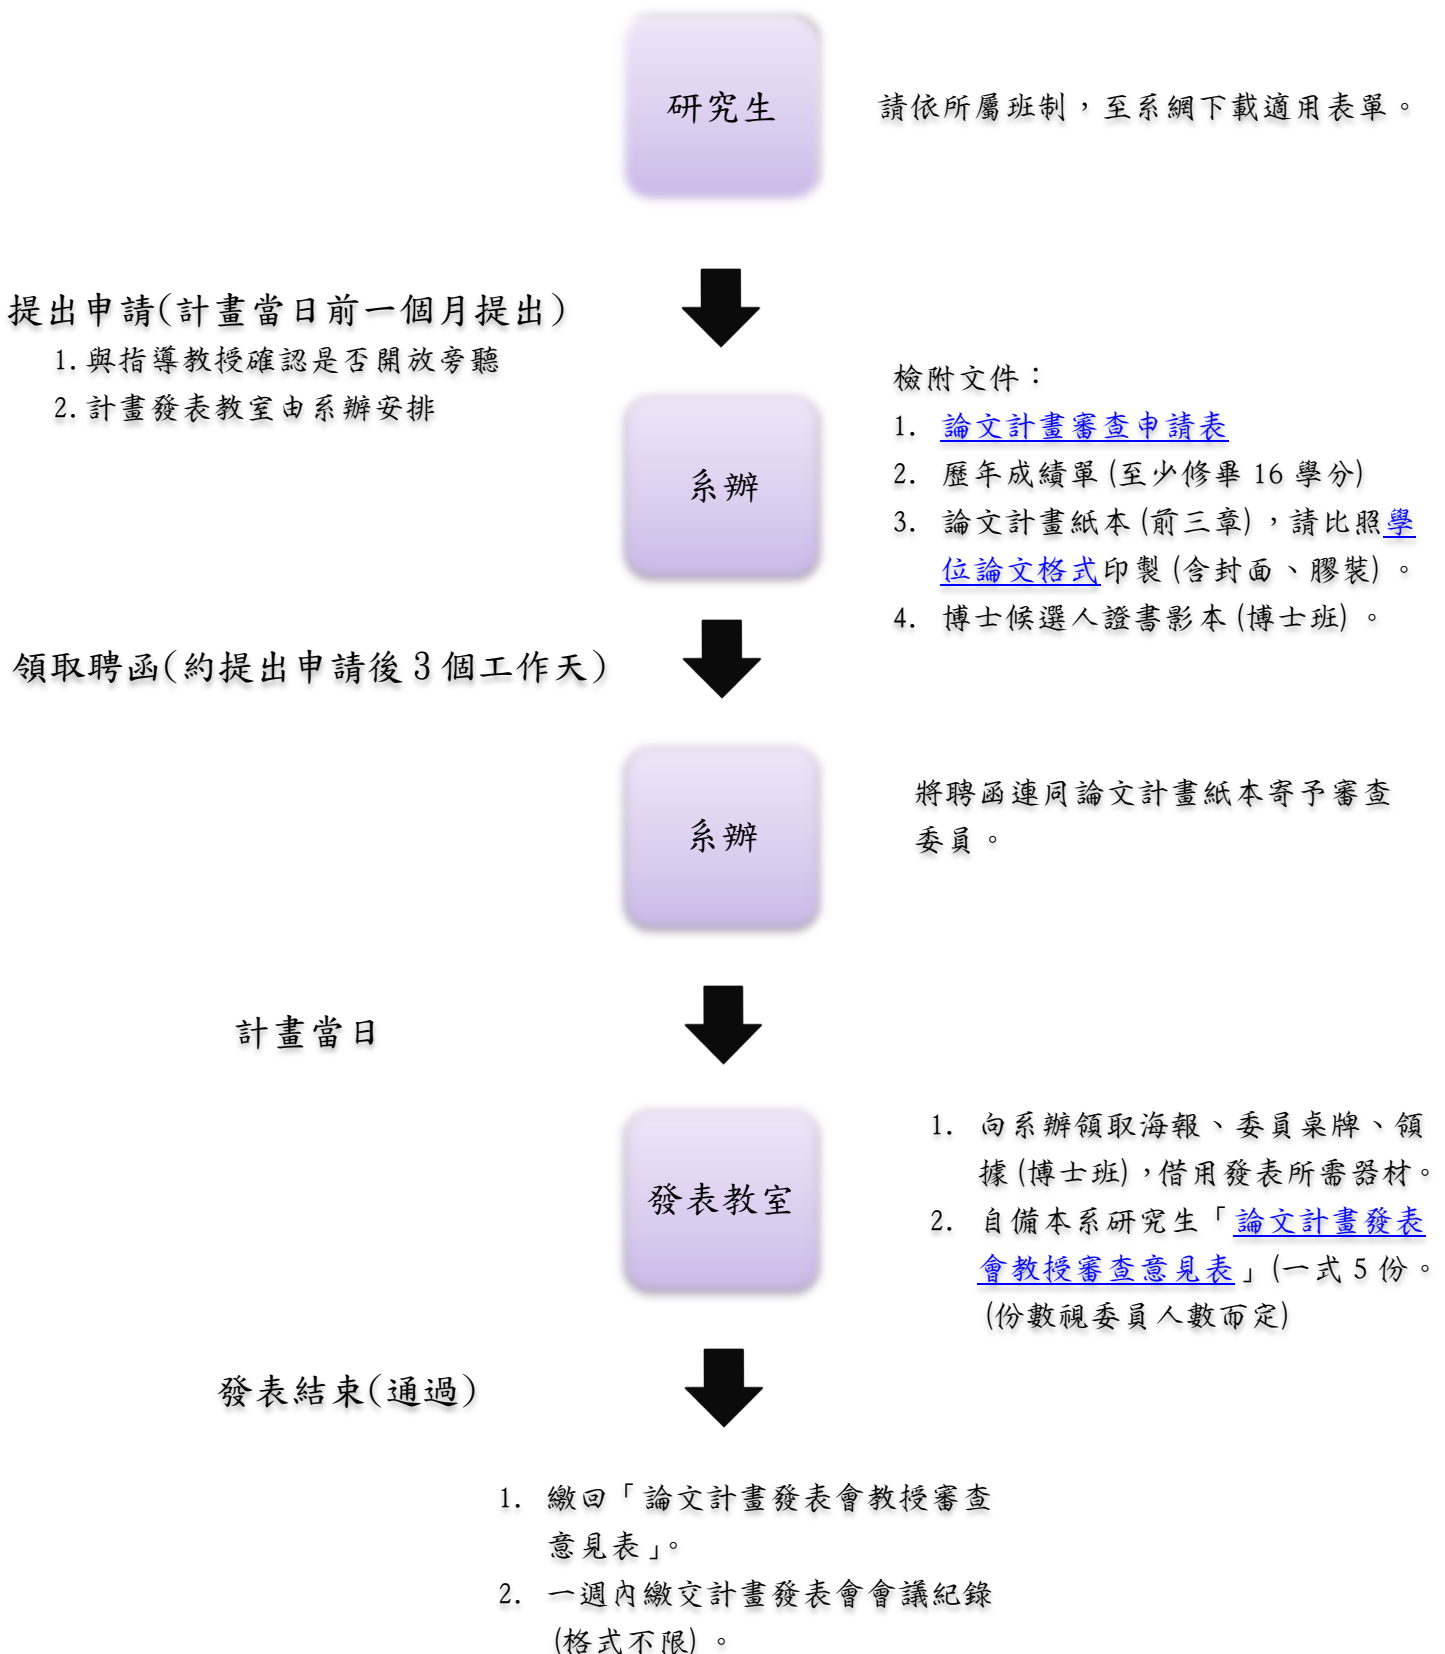 研究生
請依所屬班制，至系網下載適用表單。
提出申請(計畫當日前一個月提出)
1.與指導教授確認是否開放旁聽
2.計畫發表教室由系辦安排
系辦
檢附文件：
1. 論文計畫審查申請表
2. 歷年成績單(至少修畢 16 學分)
3. 論文計畫紙本(前三章)，請比照學
位論文格式印製(含封面、膠裝)。
4. 博士候選人證書影本(博士班)。
領取聘函(約提出申請後 3 個工作天)
系辦
將聘函連同論文計畫紙本寄予審查
委員。
計畫當日
發表教室
1. 向系辦領取海報、委員桌牌、領
據(博士班)，借用發表所需器材。
2. 自備本系研究生「論文計畫發表
會教授審查意見表」(一式 5 份。
(份數視委員人數而定)
發表結束(通過)
1. 繳回「論文計畫發表會教授審查
意見表」。
2. 一週內繳交計畫發表會會議紀錄
(格式不限)。